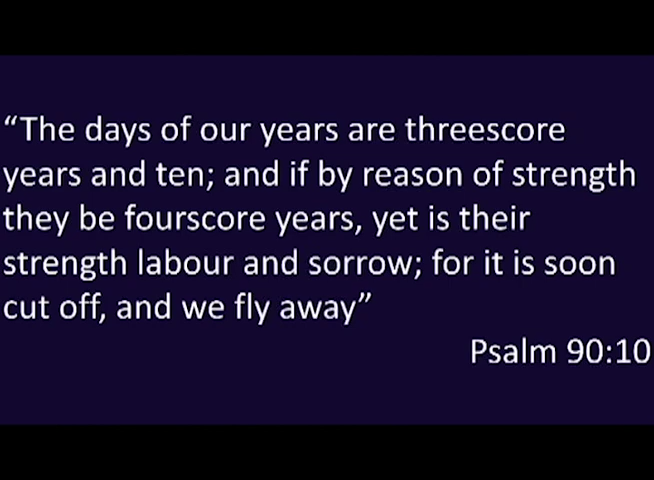 “The days of our years are threescore
years and ten; and if by reason of strength
they be fourscore years, yet is their
strength labour and sorrow; for it is soon
cut off, and we fly away”
Psalm 90:10